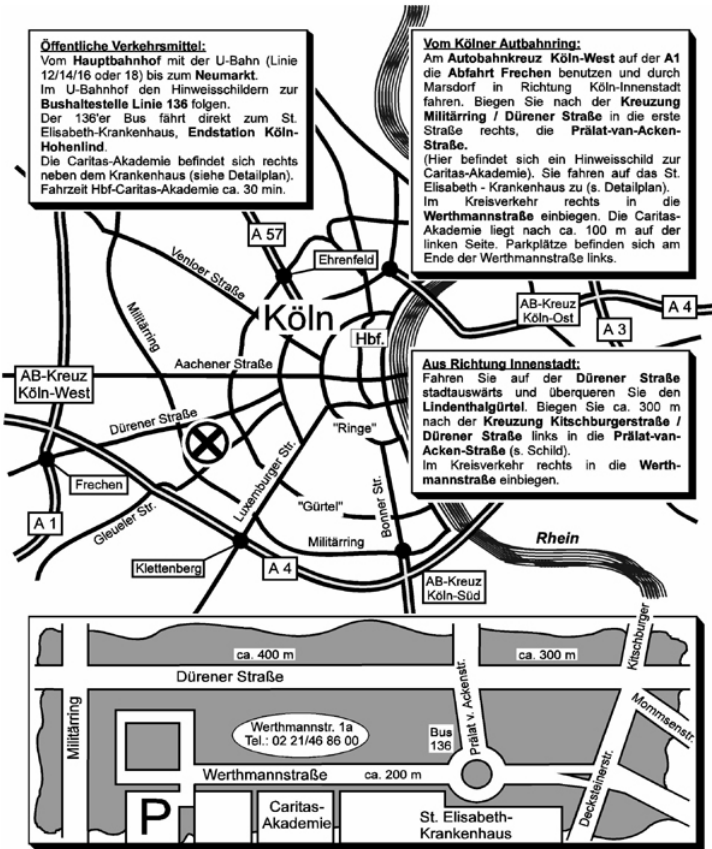 Öffentliche Verkehrsmittel:
Vom Hauptbahnhof mit der U-Bahn (Linie
12/14/16 oder 18) bis zum Neumarkt.
Im U-Bahnhof den Hinweisschildern zur
Bushaltestelle Linie 136 folgen.
Der 136'er Bus fährt direkt zum St.
Elisabeth-Krankenhaus, Endstation Köln-
Hohenlind.
Die Caritas-Akademie befindet sich rechts
neben dem Krankenhaus (siehe Detailplan).
Fahrzeit Hbf-Caritas-Akademie ca. 30 min.
Vom Kölner Autbahnring:
Am Autobahnkreuz Köln-West auf der A1
die Abfahrt Frechen benutzen und durch
Marsdorf in Richtung Köln-Innenstadt
fahren. Biegen Sie nach der Kreuzung
Militärring / Dürener Straße in die erste
Straße rechts, die Prälat-van-Acken-
Straße.
(Hier befindet sich ein Hinweisschild zur
Caritas-Akademie). Sie fahren auf das St.
Elisabeth - Krankenhaus zu (s. Detailplan).
Im Kreisverkehr rechts in die
Werthmannstraße einbiegen. Die Caritas-
Akademie liegt nach ca. 100 m auf der
linken Seite. Parkplätze befinden sich am
Ende der Werthmannstraße links.
A 57
Ehrenfeld
Venloer Straße
Militärring
Köln
Hbf.
AB-Kreuz
Köln-Ost
A 4
A 3
Aachener Straße
AB-Kreuz
Köln-West
Dürener Straße
Aus Richtung Innenstadt:
Fahren Sie auf der Dürener Straße
stadtauswärts und überqueren Sie den
Lindenthalgürtel. Biegen Sie ca. 300 m
nach der Kreuzung Kitschburgerstraße /
Dürener Straße links in die Prälat-van-
Acken-Straße (s. Schild).
Im Kreisverkehr rechts in die Werth-
mannstraße einbiegen.
"Ringe"
Luxemburger Str.
Frechen
"Gürtel"
Bonner Str.
A 1
Gleueler Str.
Militärring
Rhein
Klettenberg
A 4
AB-Kreuz
Köln-Süd
ca. 400 m
ca. 300 m
Kitschburger
Dürener Straße
Militärring
Prälat v. Ackenstr.
Mommsenstr.
Werthmannstr. 1a
Tel.: 02 21/46 86 00
Bus
136
Werthmannstraße
ca. 200 m
Decksteinerstr.
P
Caritas-
Akademie
St. Elisabeth-
Krankenhaus